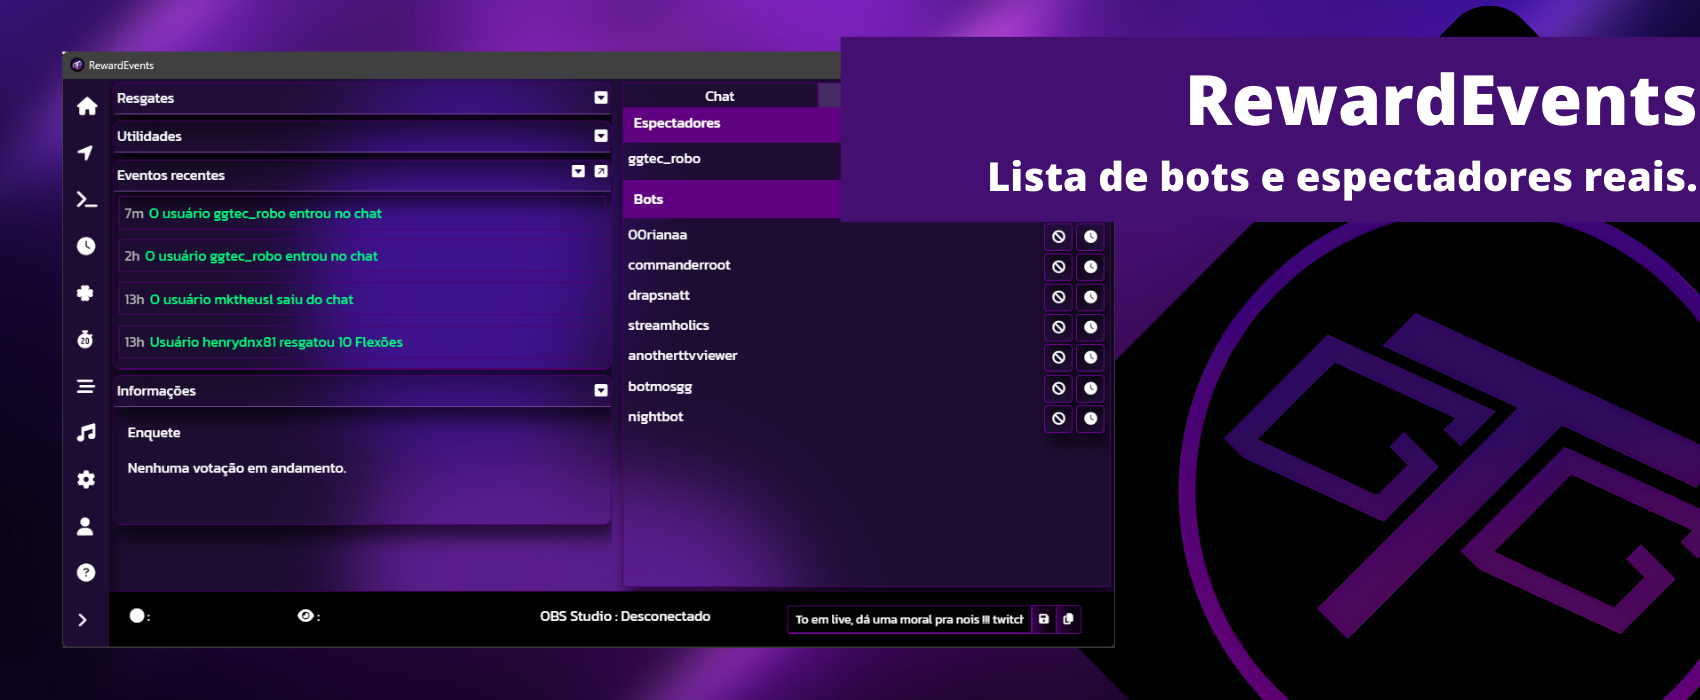 RewardEvents
RewardEvents
Lista de bots e espectadores reais.
Resgates
Utilidades
Eventos recentes
7m O usuário ggtec_robo entrou no chat
2h O usuário ggtec_robo entrou no chat
13h O usuário mktheusl saiu do chat
13h Usuário henrydnx81 resgatou 10 Flexões
Informações
Enquete
Nenhuma votação em andamento.
Chat
Espectadores
ggtec_robo
Bots
00rianaa
commanderroot
drapsnatt
streamholics
anotherttvviewer
botmosgg
nightbot
20
:
:
OBS Studio : Desconectado
To em live, dá uma moral pra nois !!! twitch